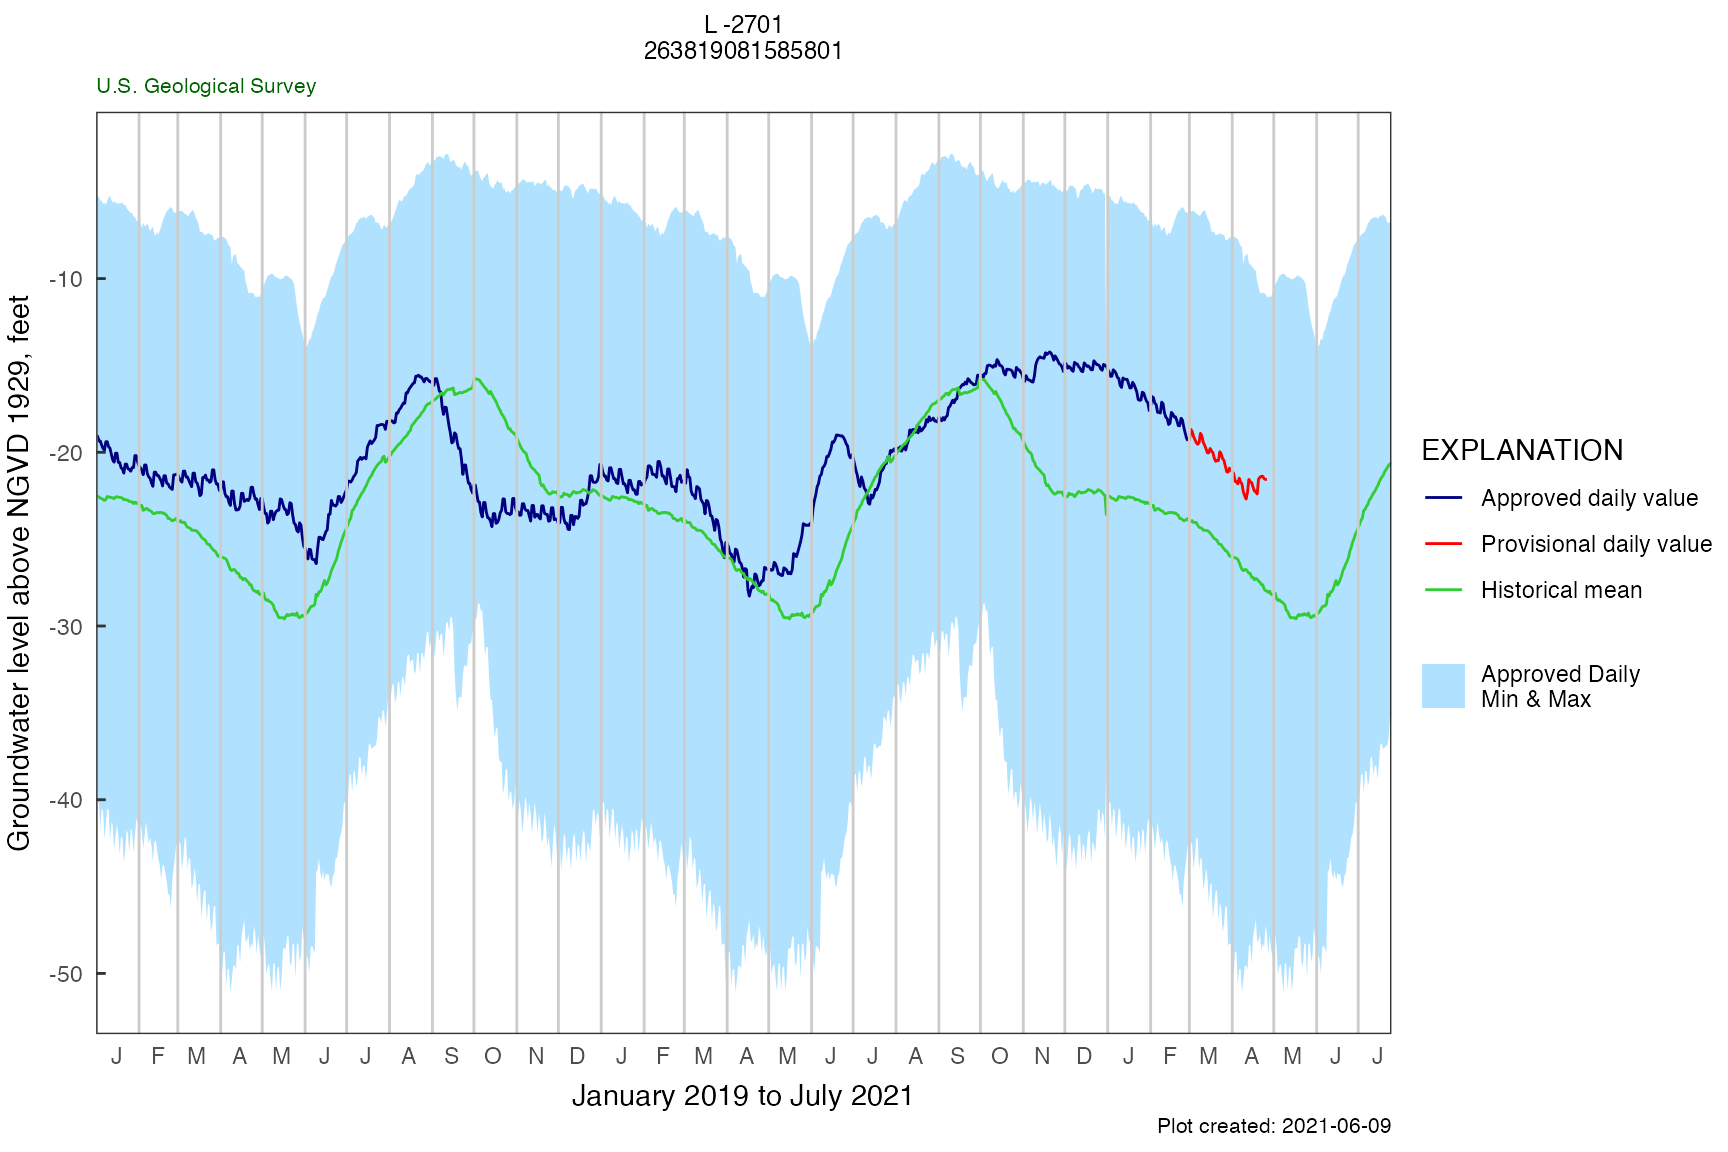 L -2701
263819081585801
U.S. Geological Survey
Groundwater level above NGVD 1929, feet
-10
-20
-30
-40
-50
J F M A M J J A S O N D J F M A M J J A S O N D J F M A M J J
January 2019 to July 2021
EXPLANATION
Approved daily value
Provisional daily value
Historical mean
Approved Daily
Min & Max
Plot created: 2021-06-09